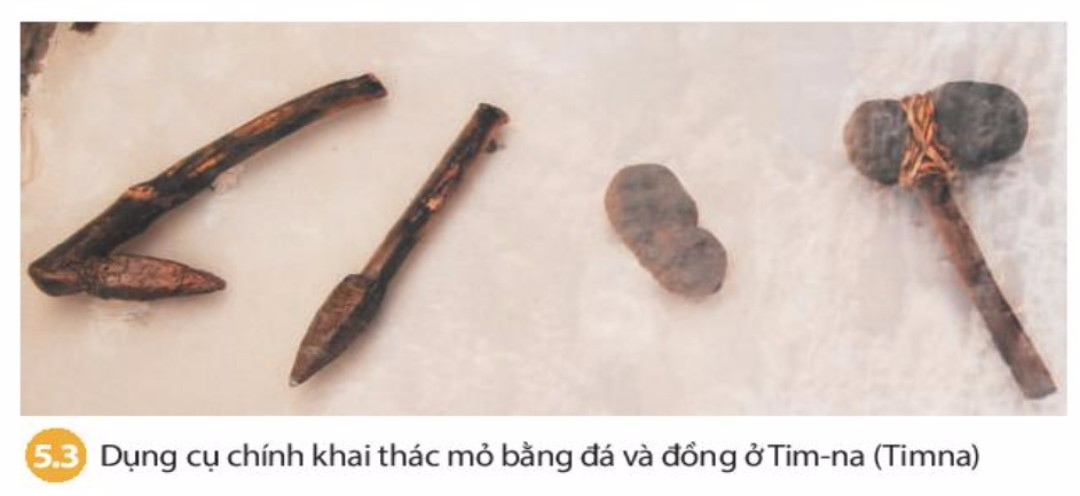 5.3 Dụng cụ chính khai thác mỏ bằng đá và đồng ở Tim-na (Timna)